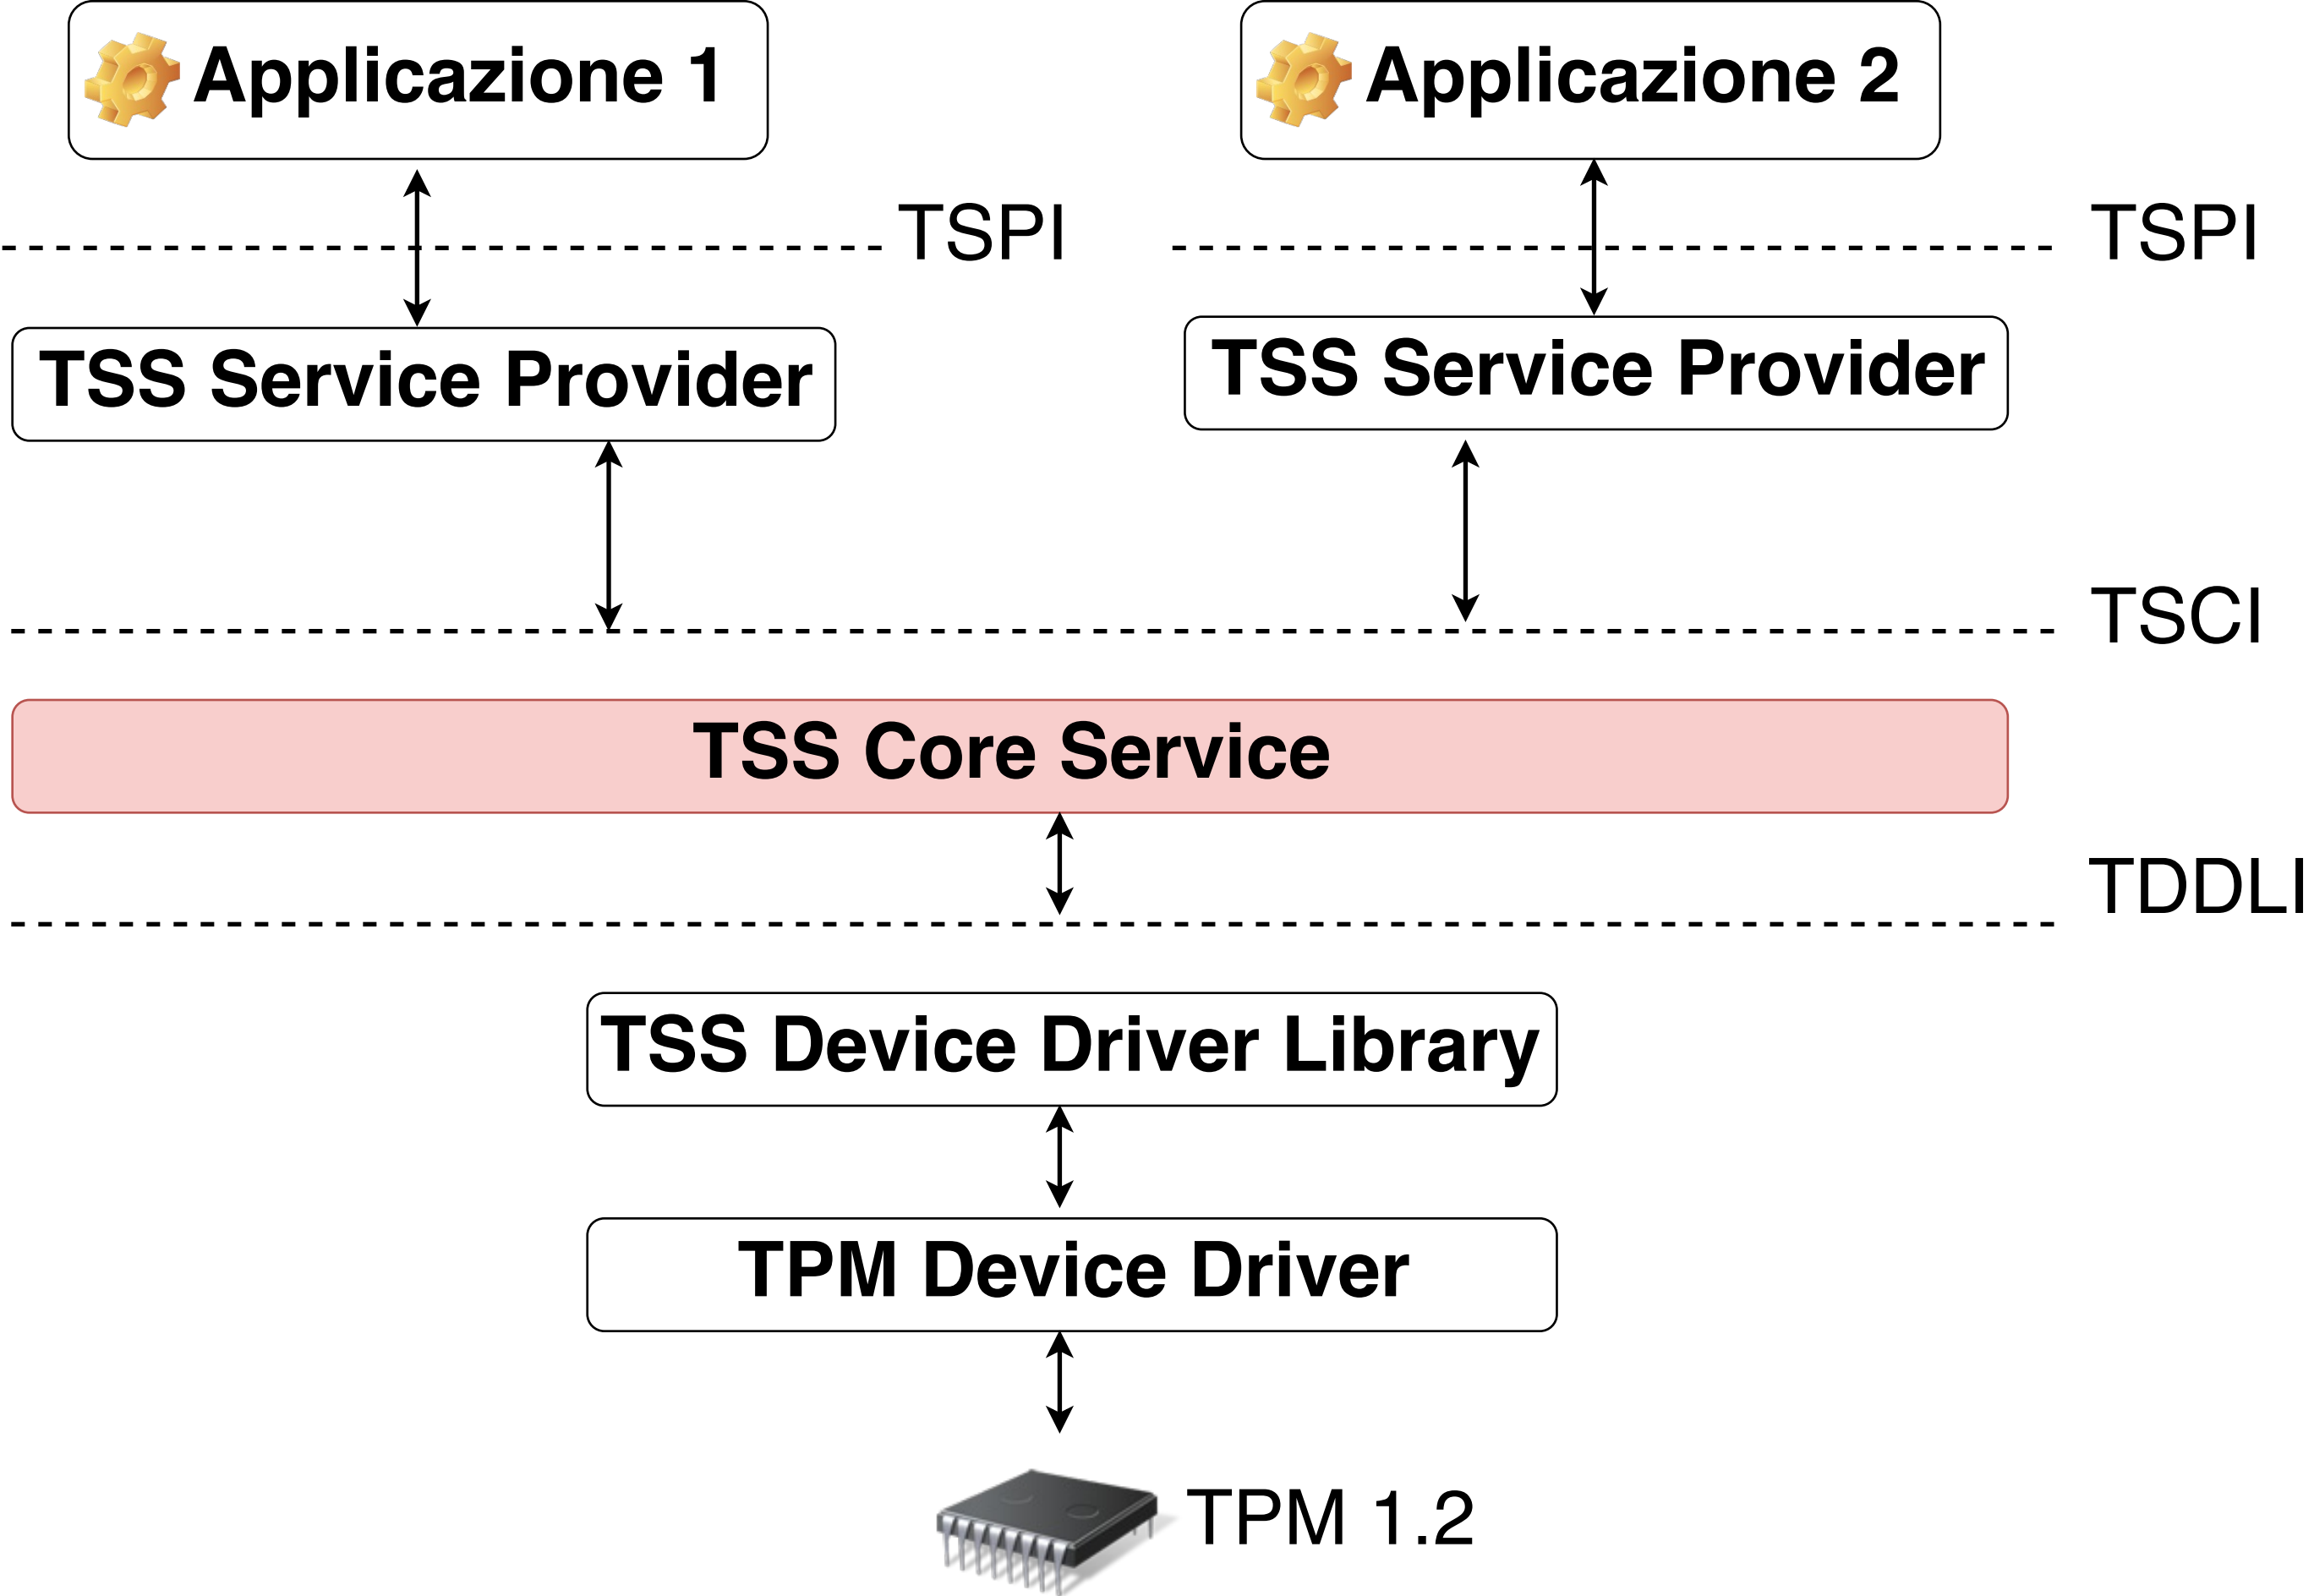 Applicazione 1
Applicazione 2
TSPI
TSPI
TSS Service Provider
TSS Service Provider
TSCI
TSS Core Service
TDDLI
TSS Device Driver Library
TPM Device Driver
TPM 1.2